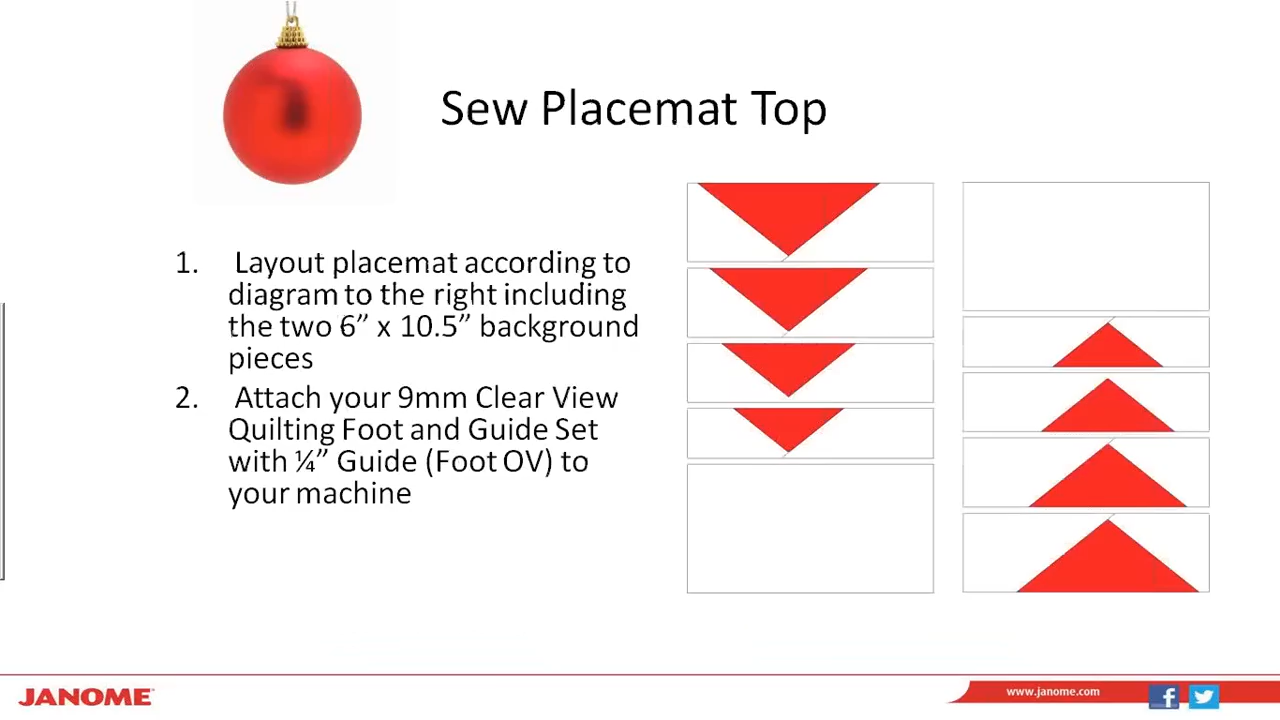 Sew Placemat Top
1. Layout placemat according to
diagram to the right including
the two 6” x 10.5” background
pieces
2. Attach your 9mm Clear View
Quilting Foot and Guide Set
with ¼” Guide (Foot OV) to
your machine
JANOME
www.janome.com